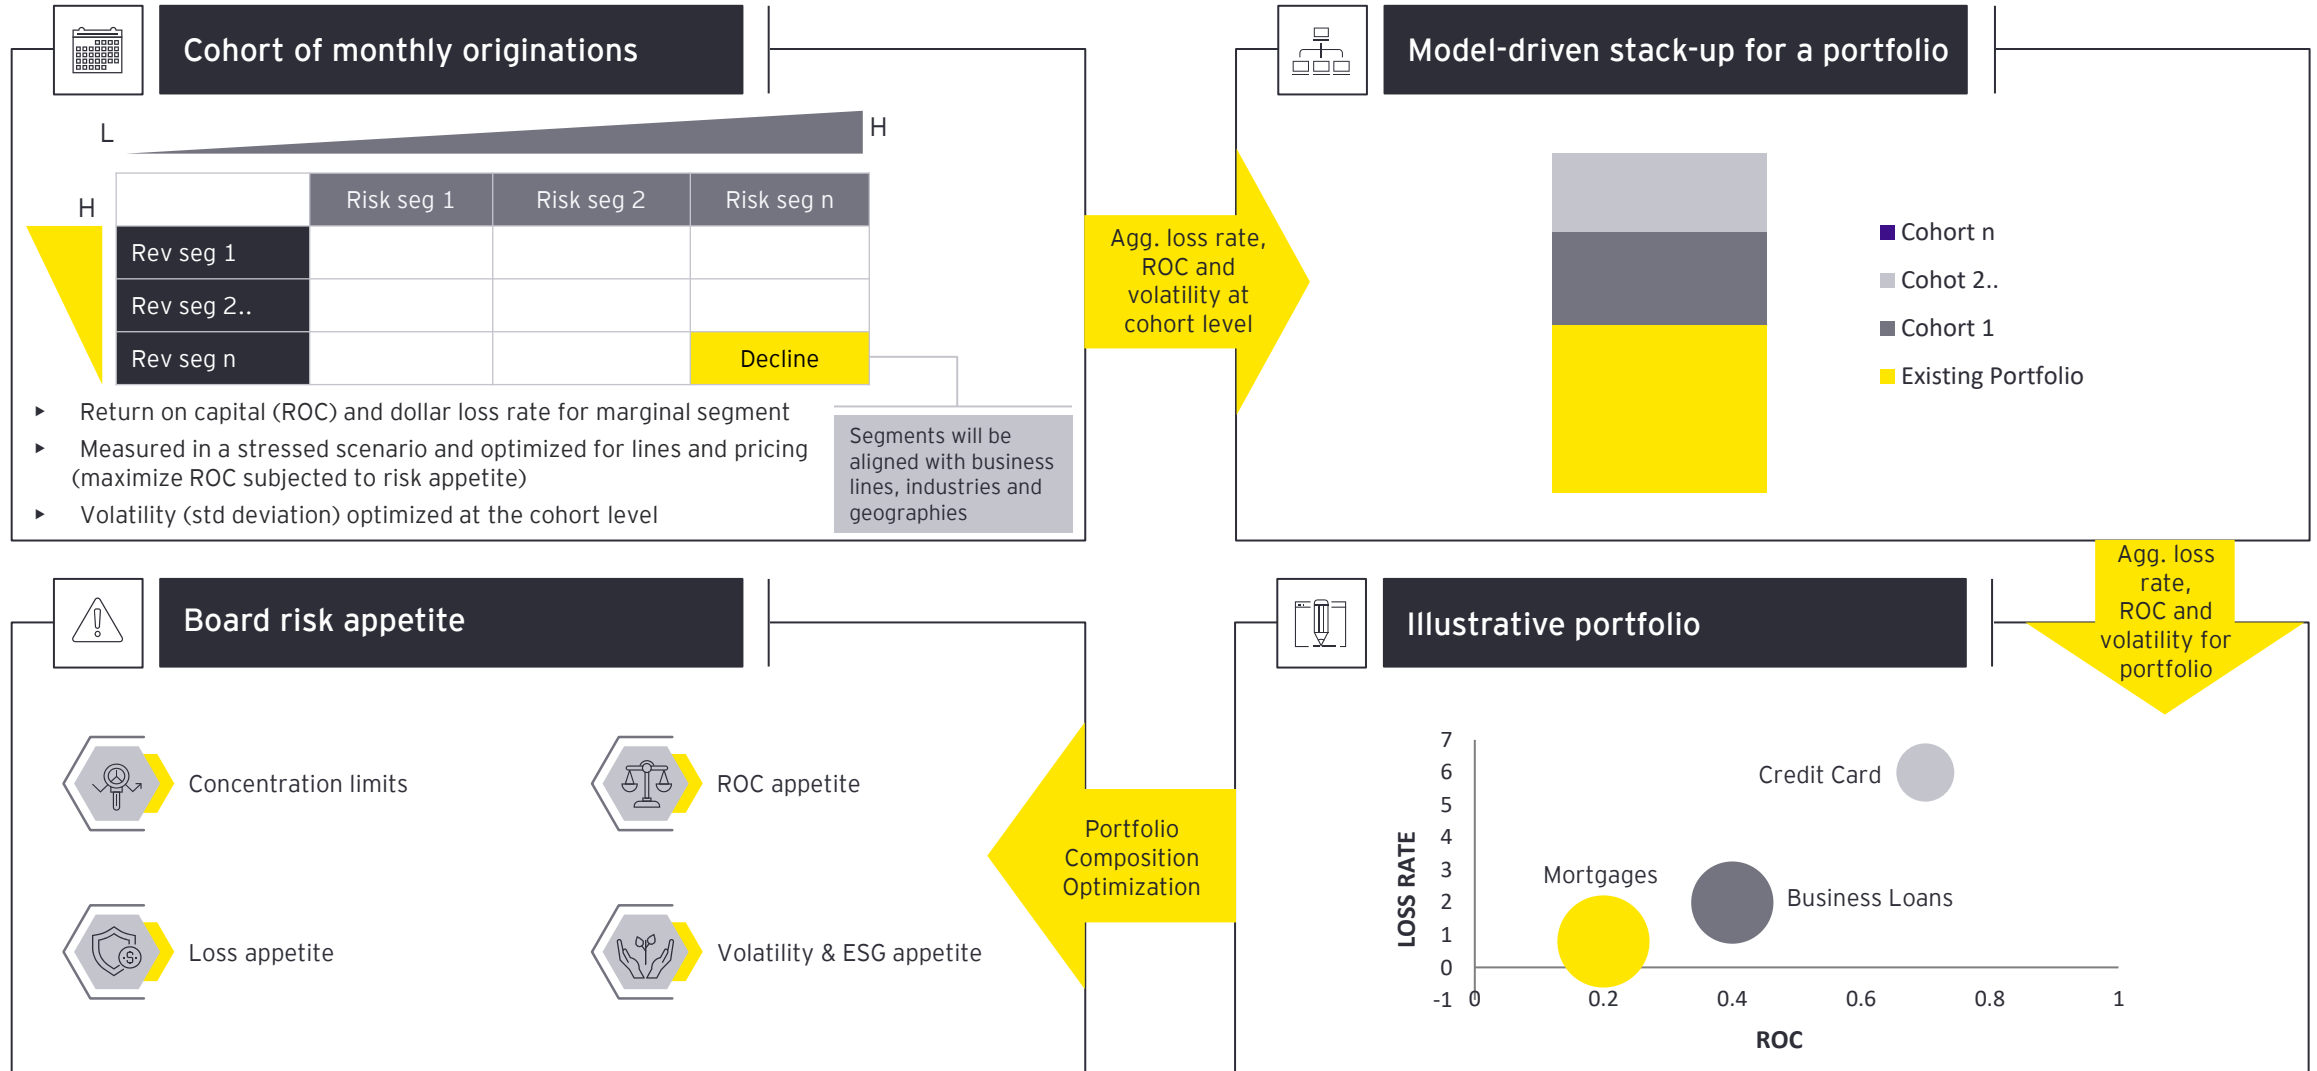 Cohort of monthly originations
L
H
H
Risk seg 1
Risk seg 2
Risk seg n
Rev seg 1
Rev seg 2..
Rev seg n
Decline
▸ Return on capital (ROC) and dollar loss rate for marginal segment
▸ Measured in a stressed scenario and optimized for lines and pricing
(maximize ROC subjected to risk appetite)
▸ Volatility (std deviation) optimized at the cohort level
Segments will be
aligned with business
lines, industries and
geographies
Agg. loss rate,
ROC and
volatility at
cohort level
Model-driven stack-up for a portfolio
Cohort n
Cohot 2..
Cohort 1
Existing Portfolio
Agg. loss
rate,
ROC and
volatility for
portfolio
Illustrative portfolio
LOSS RATE
7
6
5
4
3
2
1
0
-1
Credit Card
Mortgages
Business Loans
0
0.2
0.4
0.6
0.8
1
ROC
Portfolio
Composition
Optimization
Board risk appetite
Concentration limits
ROC appetite
Loss appetite
Volatility & ESG appetite